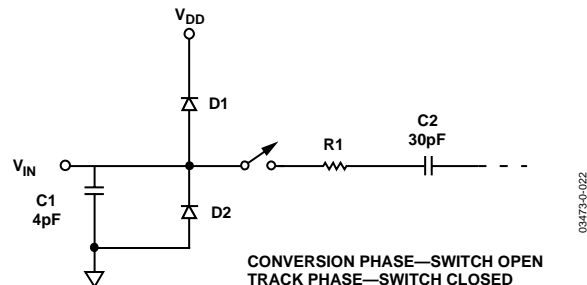 VDD
D1
R1
C2
30pF
VIN
C1
4pF
D2
CONVERSION PHASE—SWITCH OPEN
TRACK PHASE—SWITCH CLOSED
03473-0-022